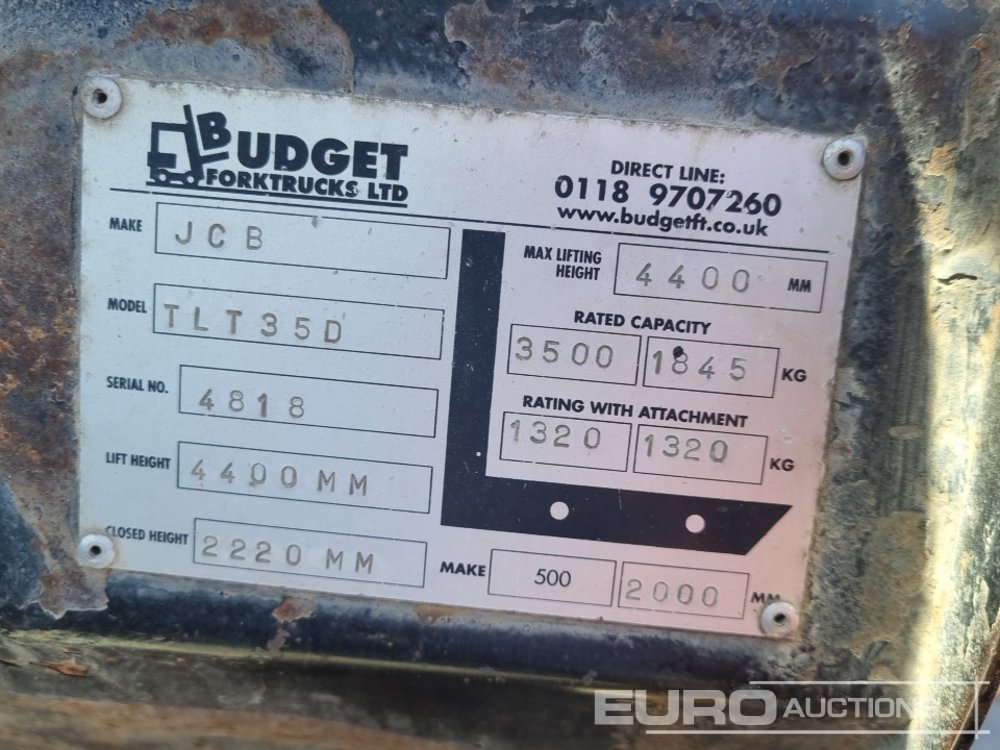 BUDGET
FORKTRUCKS LTD
DIRECT LINE:
0118 9707260
www.budgetft.co.uk
MAKE JCB
MODEL TLT35D
SERIAL NO. 4818
LIFT HEIGHT 4400MM
CLOSED HEIGHT 2220MM
MAX LIFTING
HEIGHT 4400 MM
RATED CAPACITY
3500 1845 KG
RATING WITH ATTACHMENT
1320 1320 KG
MAKE 500 2000 MM
EURO AUCTIONS